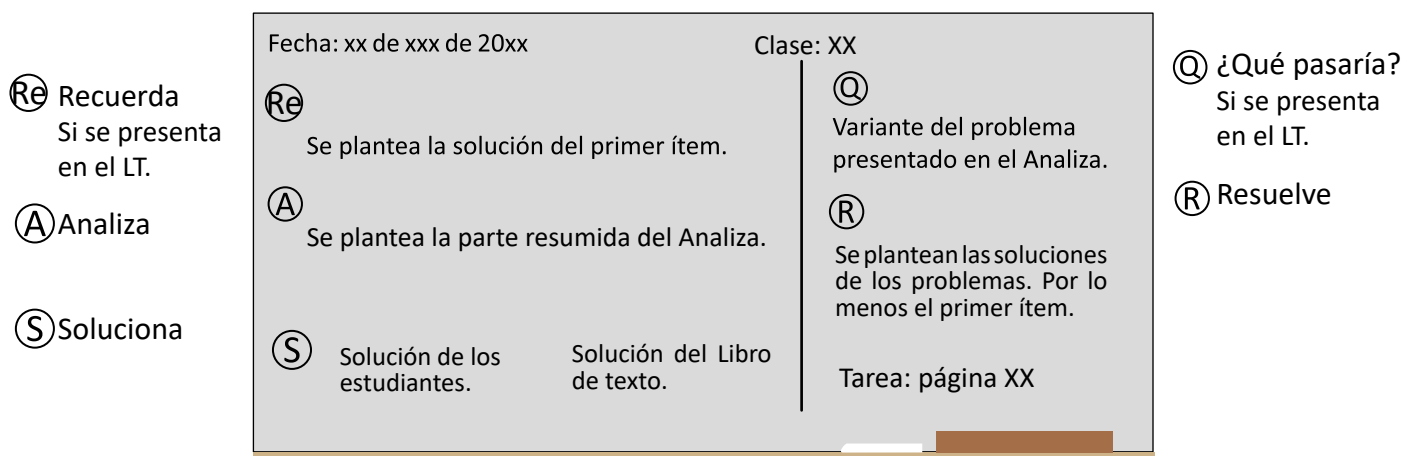 Re Recuerda
Si se presenta
en el LT.
A Analiza
S Soluciona
Fecha: xx de xxx de 20xx
Clase: XX
Re
Se plantea la solución del primer ítem.
A
Se plantea la parte resumida del Analiza.
S
Solución de los
estudiantes.
Solución del Libro
de texto.
Q
Variante del problema
presentado en el Analiza.
R
Se plantean las soluciones
de los problemas. Por lo
menos el primer ítem.
Tarea: página XX
Q ¿Qué pasaría?
Si se presenta
en el LT.
R Resuelve